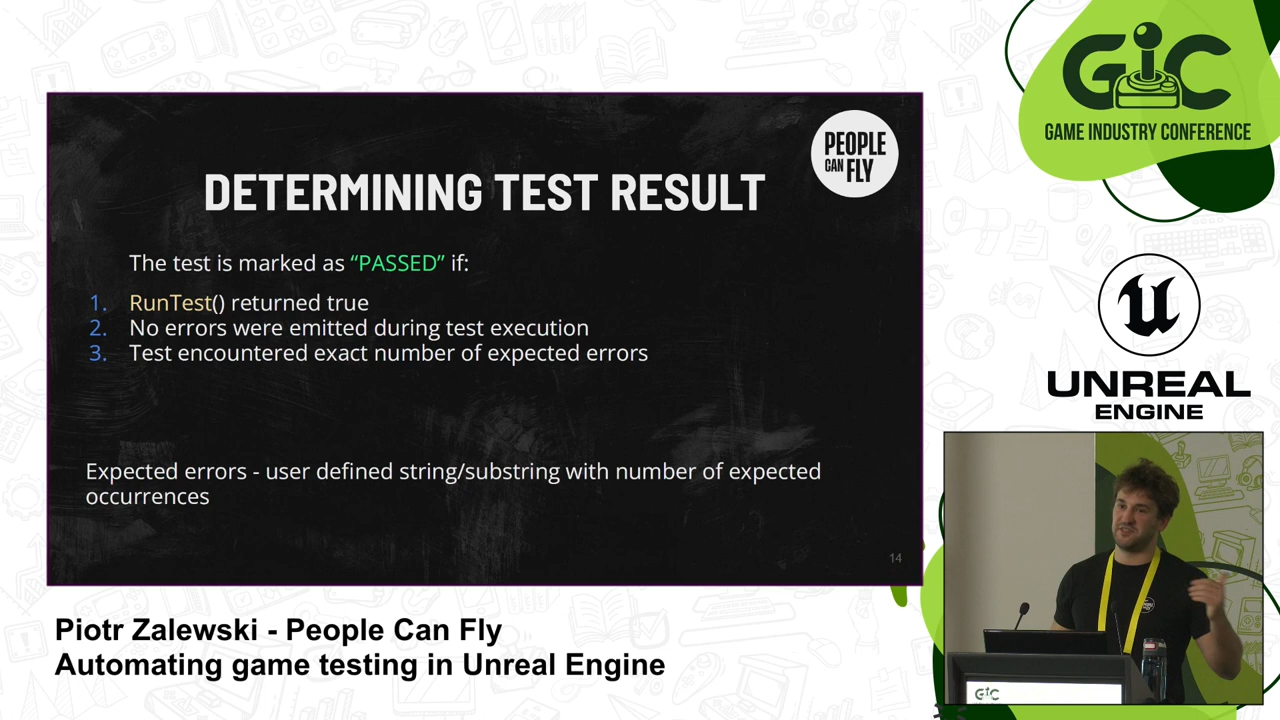 GIC
GAME INDUSTRY CONFERENCE
PEOPLE
CAN FLY
DETERMINING TEST RESULT
The test is marked as “PASSED” if:
1. RunTest() returned true
2. No errors were emitted during test execution
3. Test encountered exact number of expected errors
Expected errors - user defined string/substring with number of expected
occurrences
14
UNREAL
ENGINE
GIC
Piotr Zalewski - People Can Fly
Automating game testing in Unreal Engine